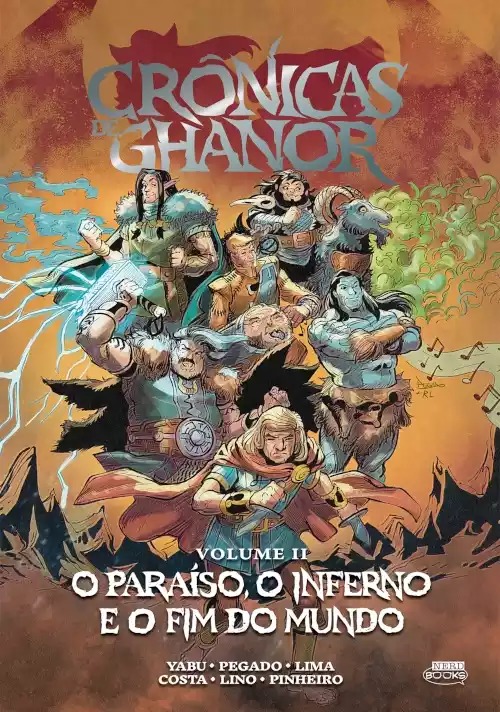 CRÔNICAS
DE GHANOR
VOLUME II
O PARAÍSO, O INFERNO
E O FIM DO MUNDO
YABU • PEGADO • LIMA
COSTA • LINO • PINHEIRO
NERD
BOOKS